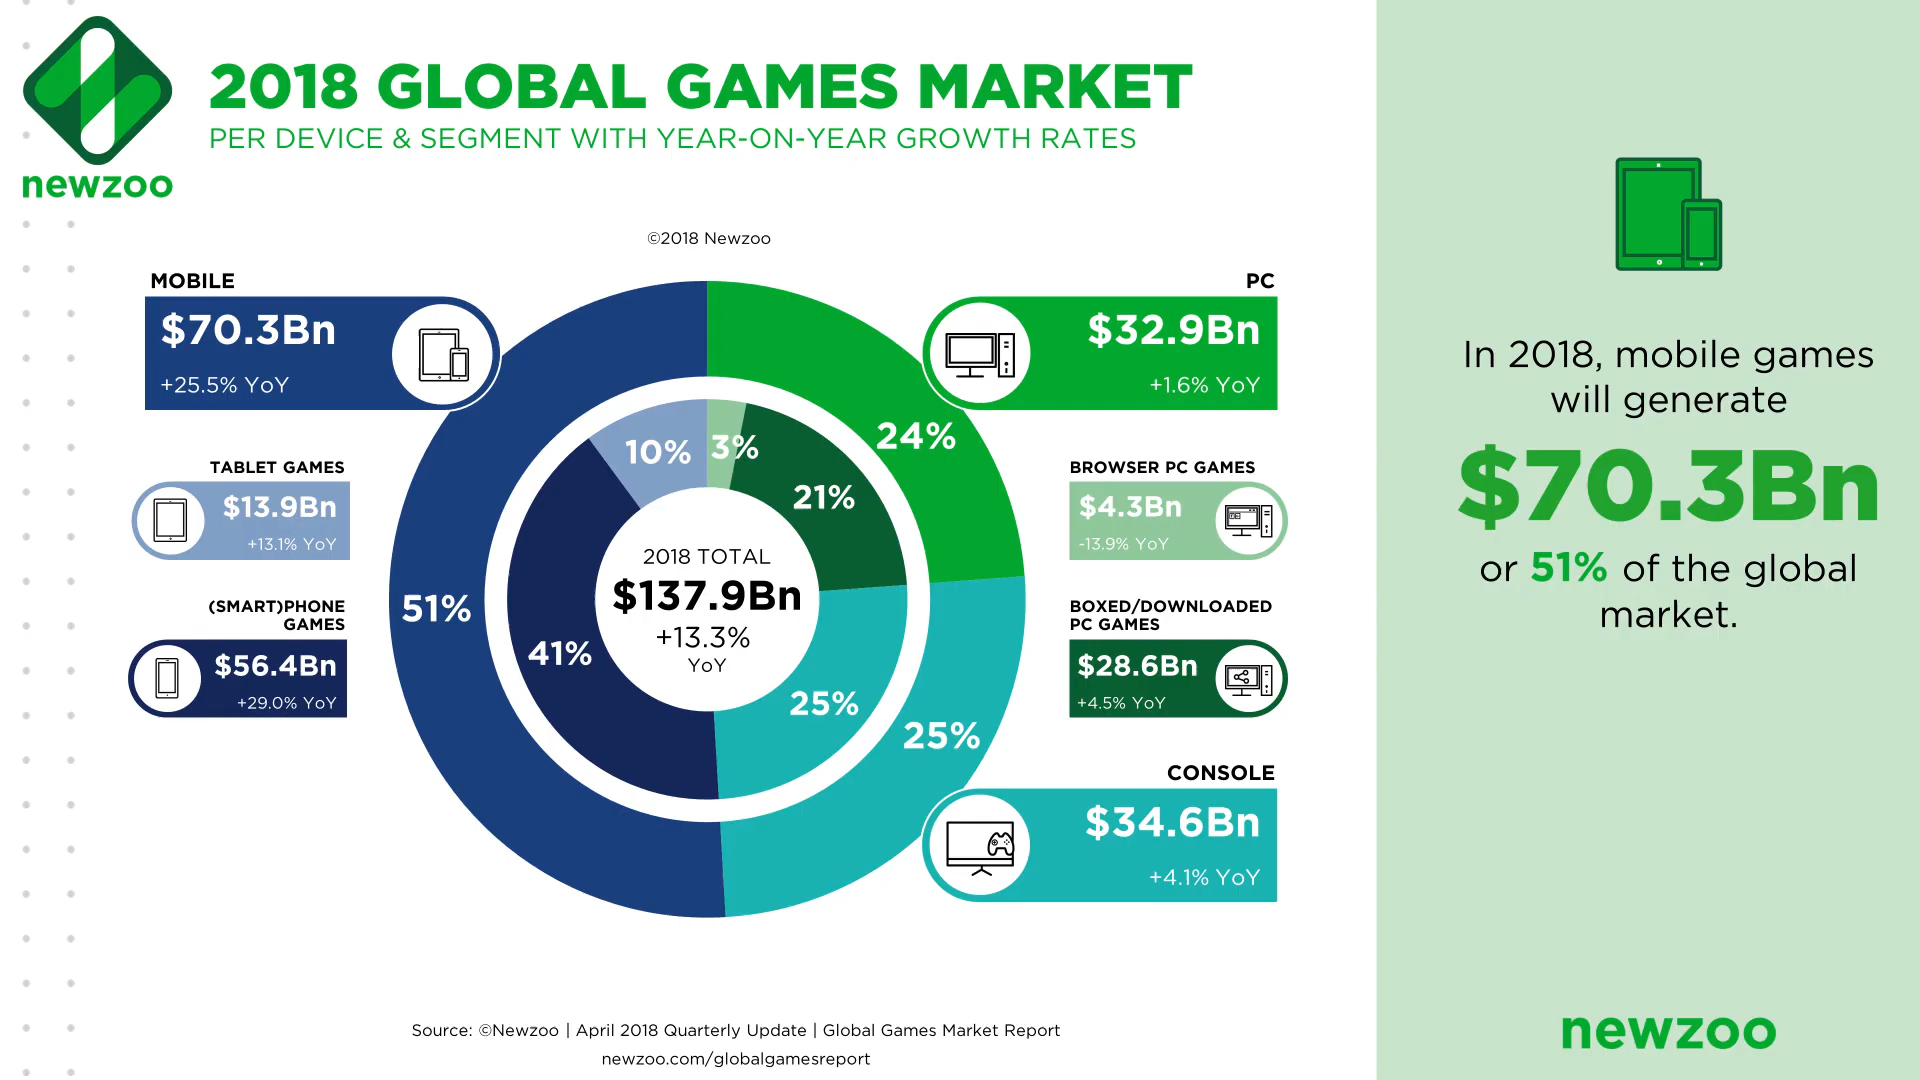 newzoo
2018 GLOBAL GAMES MARKET
PER DEVICE & SEGMENT WITH YEAR-ON-YEAR GROWTH RATES
©2018 Newzoo
MOBILE
$70.3Bn
+25.5% YoY
TABLET GAMES
$13.9Bn
+13.1% YoY
(SMART)PHONE
GAMES
$56.4Bn
+29.0% YoY
51%
41%
10%
3%
21%
24%
25%
25%
2018 TOTAL
$137.9Bn
+13.3%
YoY
PC
$32.9Bn
+1.6% YoY
BROWSER PC GAMES
$4.3Bn
-13.9% YoY
BOXED/DOWNLOADED
PC GAMES
$28.6Bn
+4.5% YoY
CONSOLE
$34.6Bn
+4.1% YoY
Source: ©Newzoo | April 2018 Quarterly Update | Global Games Market Report
newzoo.com/globalgamesreport
In 2018, mobile games
will generate
$70.3Bn
or 51% of the global
market.
newzoo